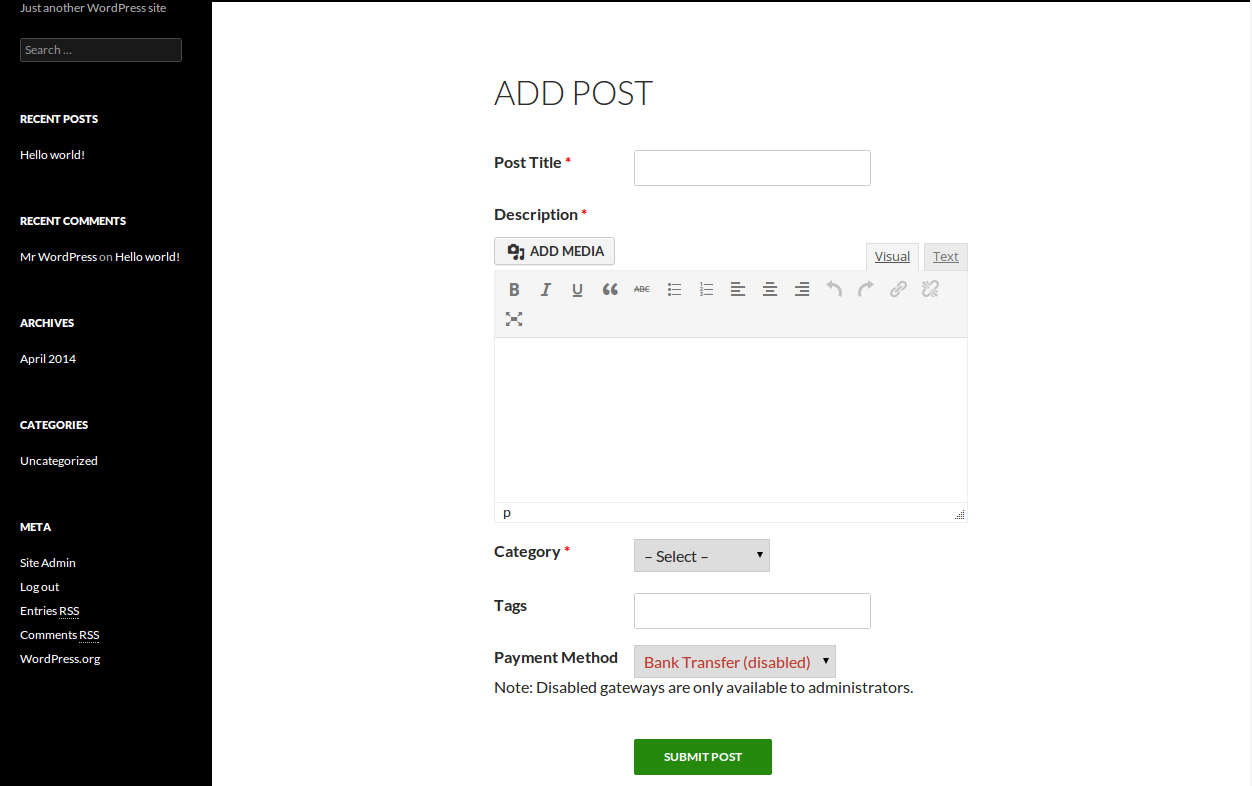 Just another WordPress site
Search ...
RECENT POSTS
Hello world!
RECENT COMMENTS
Mr WordPress on Hello world!
ARCHIVES
April 2014
CATEGORIES
Uncategorized
META
Site Admin
Log out
Entries RSS
Comments RSS
WordPress.org
ADD POST
Post Title *
Description *
ADD MEDIA
Visual
Text
B I U ABC
p
Category *
– Select –
Tags
Payment Method
Bank Transfer (disabled)
Note: Disabled gateways are only available to administrators.
SUBMIT POST